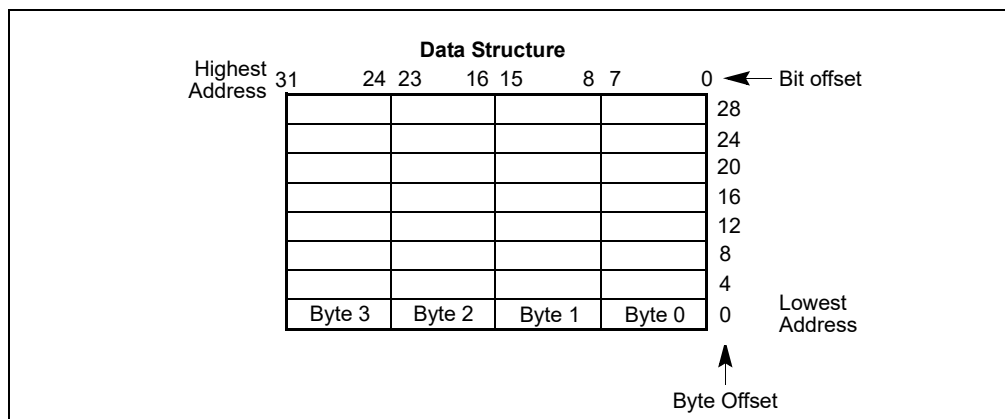 Data Structure
Highest
Address
31 24 23 16 15 8 7 0
Bit offset
28
24
20
16
12
8
4
Byte 3 Byte 2 Byte 1 Byte 0 0
Lowest
Address
Byte Offset